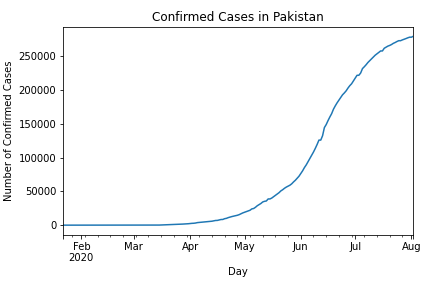 Confirmed Cases in Pakistan
Number of Confirmed Cases
250000
200000
150000
100000
50000
0
Feb Mar Apr May Jun Jul Aug
2020
Day